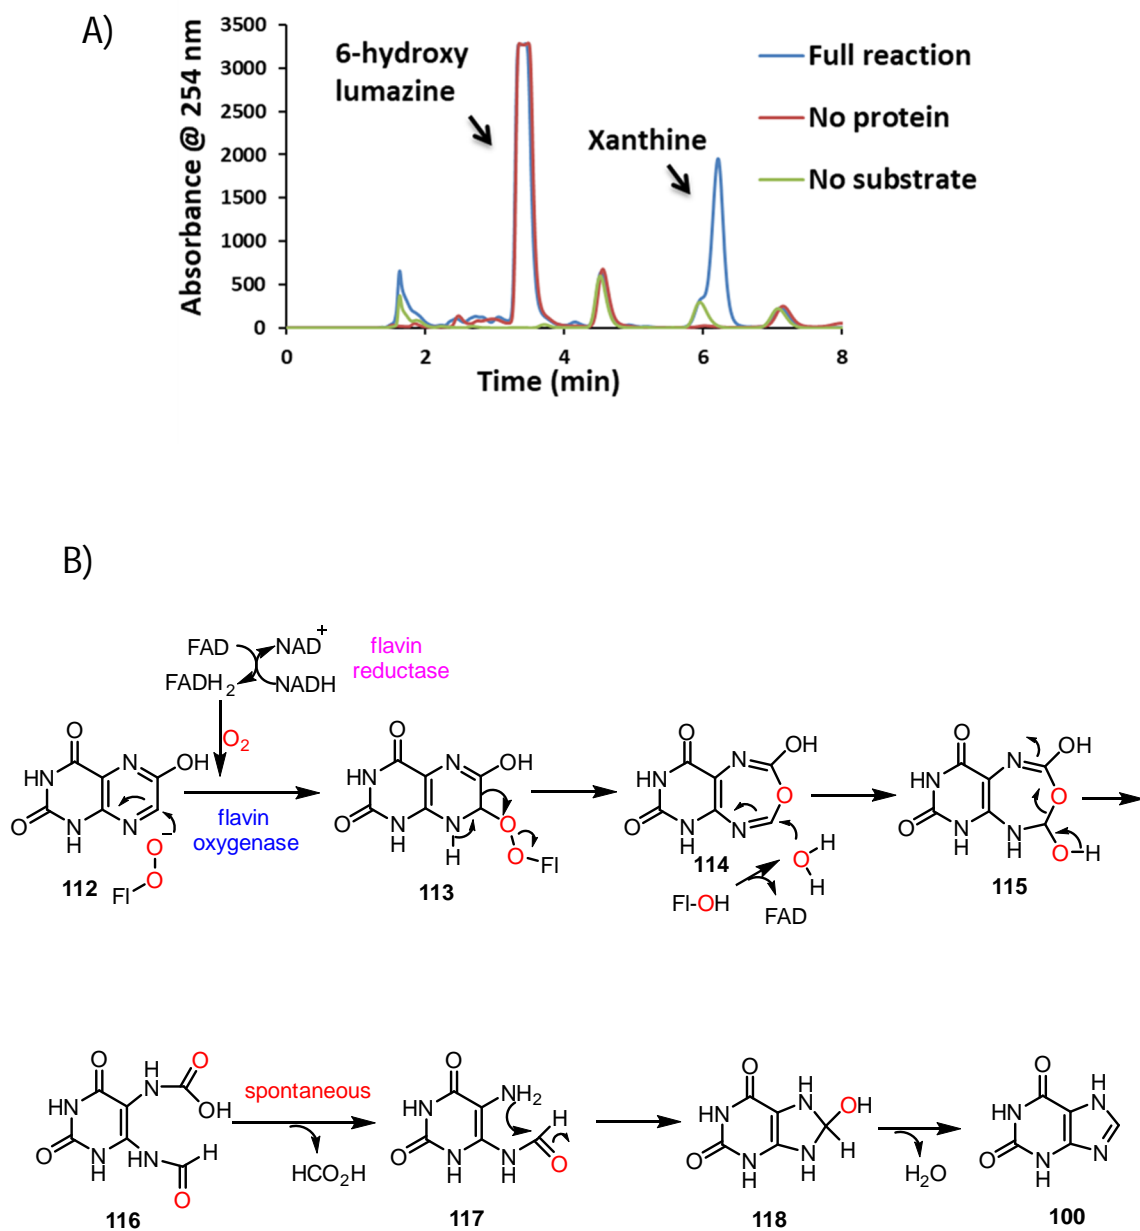 A)
3500
3000
2500
2000
1500
1000
500
0
Absorbance @ 254 nm
0 2 4 6 8
Time (min)
6-hydroxy
lumazine
Xanthine
Full reaction
No protein
No substrate
B)
FAD NAD+
FADH2 NADH
flavin
reductase
O2
flavin
oxygenase
O
HN
O
N
H
N
N
OH
O-
O
Fl
112
O
HN
O
N
H
N
N
H
OH
O
O
Fl
113
O
HN
O
N
H
N
N
OH
O
O
H
H
Fl-OH
FAD
114
O
HN
O
N
H
N
N
H
OH
O
O-H
115
O
HN
O
N
H
H
N
O
OH
HN
H
O
116
spontaneous
HCO2H
O
HN
O
N
H
NH2
N
H
H
O
117
O
HN
O
N
H
H
N
N
H
OH
H
118
H2O
O
HN
O
N
H
H
N
N
100